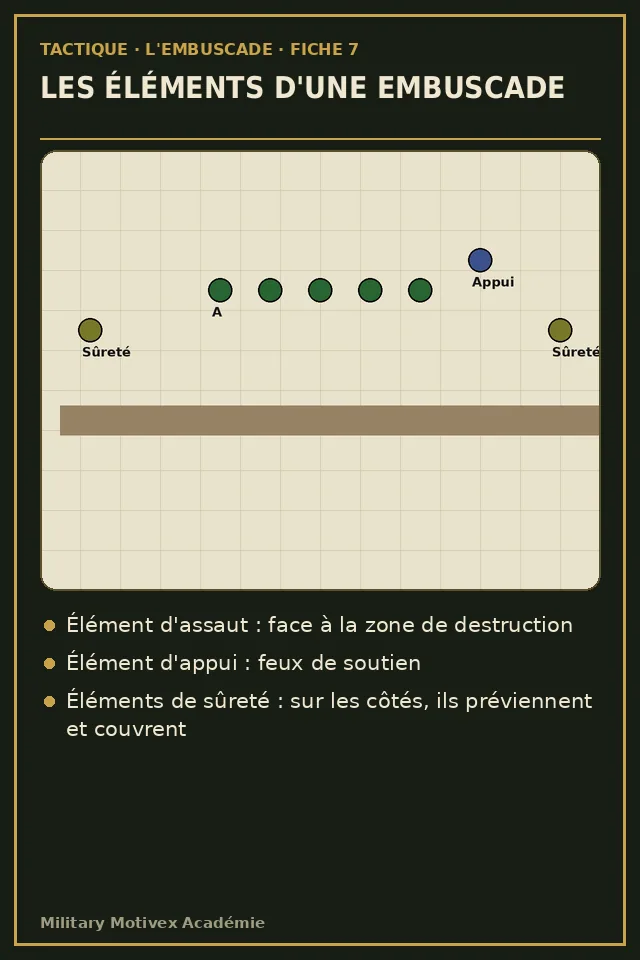 TACTIQUE · L'EMBUSCADE · FICHE 7
LES ÉLÉMENTS D'UNE EMBUSCADE
Appui
A
Sûreté
Sûreté
Élément d'assaut : face à la zone de destruction
Élément d'appui : feux de soutien
Éléments de sûreté : sur les côtés, ils préviennent
et couvrent
Military Motivex Académie